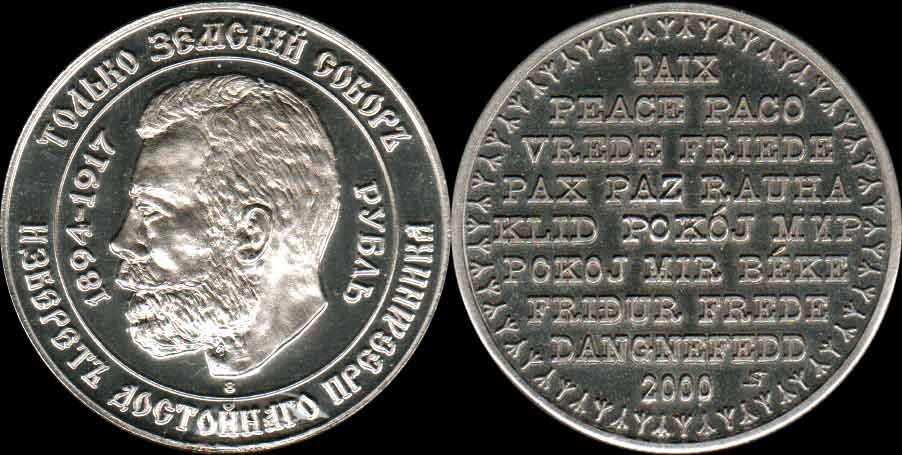 ТОЛЬКО ЗЕМСКІЙ СОБОРЪ
ИЗБЕРЕТЪ ДОСТОЙНАГО ПРЕЕМНИКА
1894-1917
РУБЛЬ
PAIX
PEACE PACO
VREDE FRIEDE
PAX PAZ RAUHA
KLID POKÓJ МИР
POKOJ MIR BÉKE
FRIÐUR FREDE
DANGNEFEDD
2000